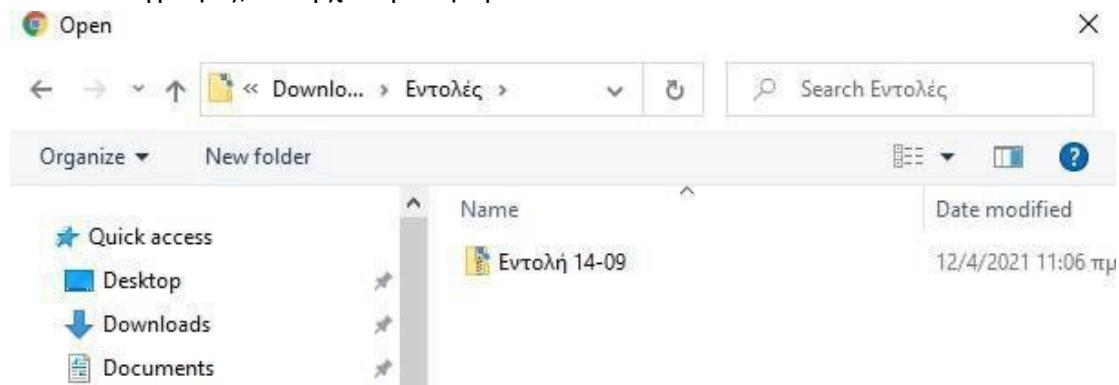 Open
« Downlo... › Εντολές ›
Search Εντολές
Organize
New folder
Name
Date modified
Quick access
Εντολή 14-09
12/4/2021 11:06 πμ
Desktop
Downloads
Documents